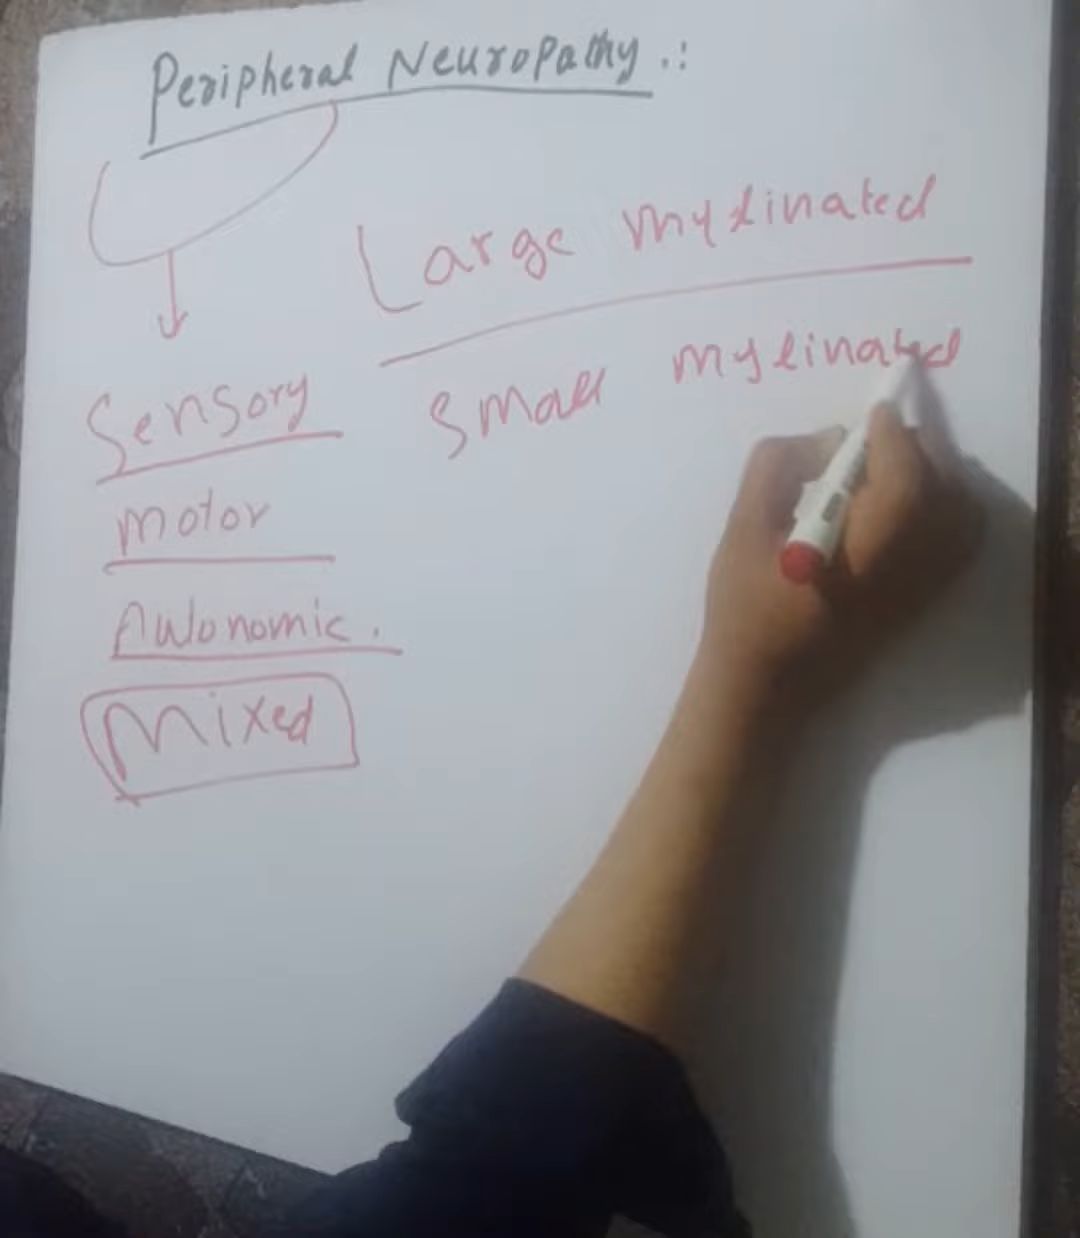 Peripheral Neuropathy .:
Large mylinated
Small mylinated
Sensory
motor
Autonomic.
Mixed